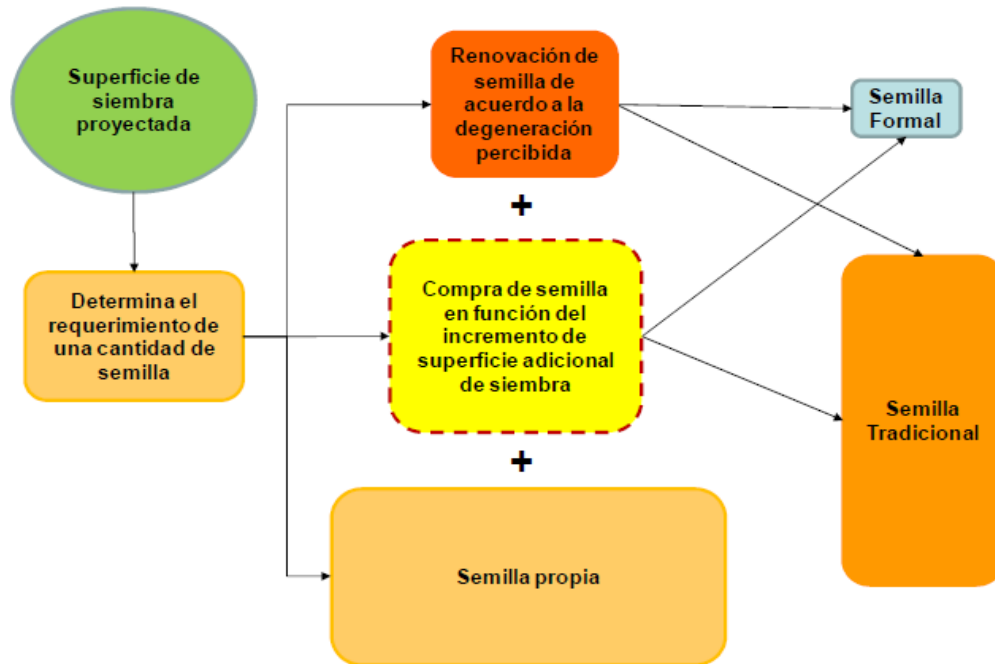 Superficie de
siembra
proyectada
Determina el
requerimiento de
una cantidad de
semilla
Renovación de
semilla de
acuerdo a la
degeneración
percibida
+
Compra de semilla
en función del
incremento de
superficie adicional
de siembra
+
Semilla propia
Semilla
Formal
Semilla
Tradicional